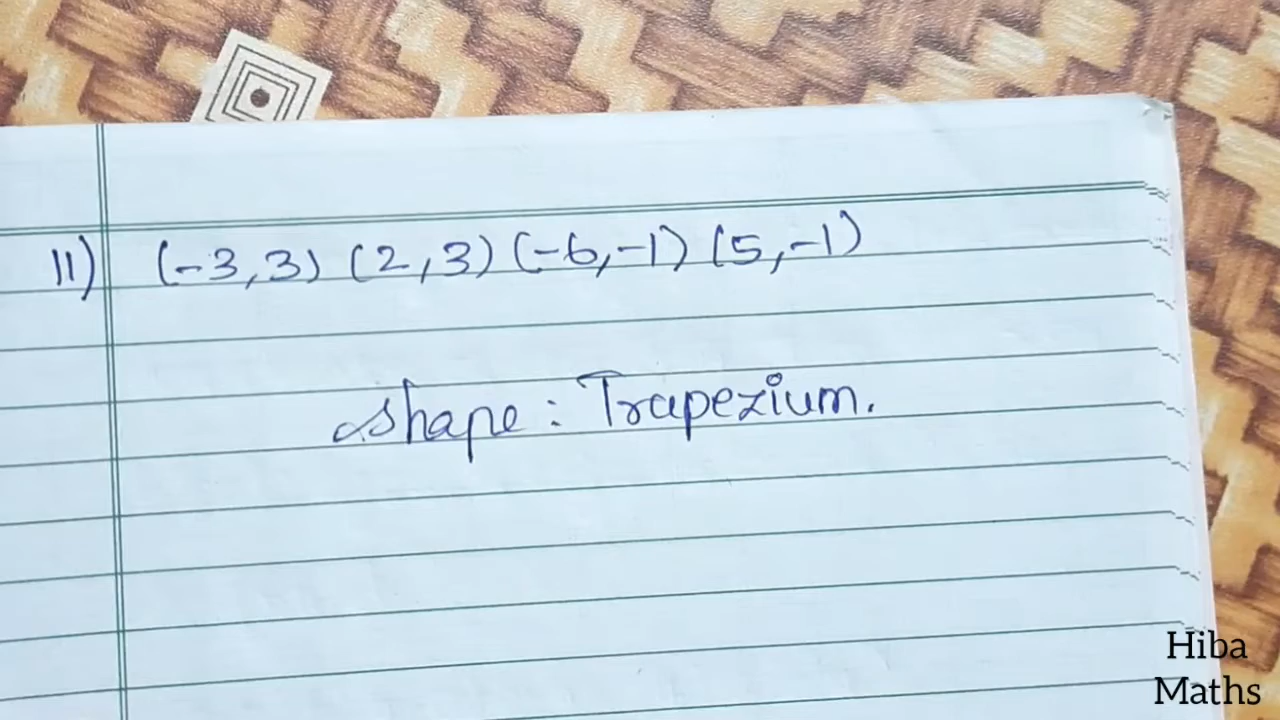 11) (-3,3) (2,3) (-6,-1) (5,-1)
shape: Trapezium.
Hiba
Maths